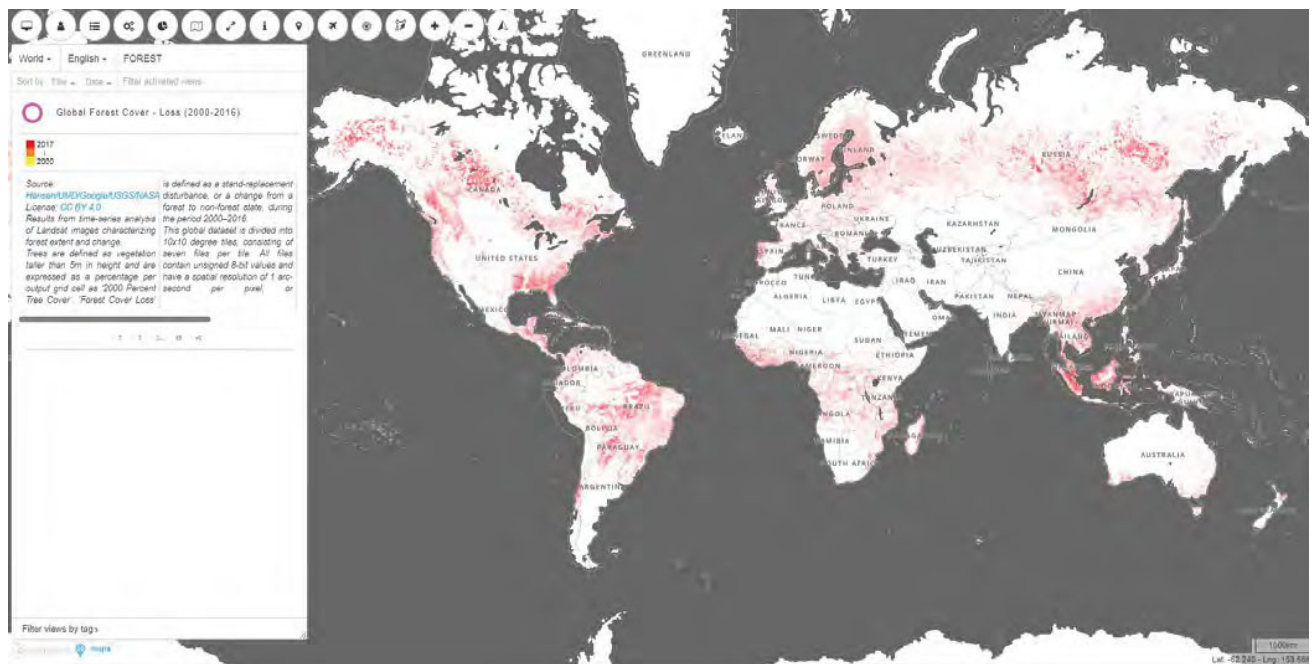 World English FOREST
Sort by Title Date Filter activated views
Global Forest Cover - Loss (2000-2016)
2017
2000
Source:
Hansen/UMD/Google/USGS/NASA
License: CC BY 4.0
Results from time-series analysis
of Landsat images characterizing
forest extent and change.
Trees are defined as vegetation
taller than 5m in height and are
expressed as a percentage per
output grid cell as '2000 Percent
Tree Cover'. 'Forest Cover Loss'
is defined as a stand-replacement
disturbance, or a change from a
forest to non-forest state, during
the period 2000–2016.
This global dataset is divided into
10x10 degree tiles, consisting of
seven files per tile. All files
contain unsigned 8-bit values and
have a spatial resolution of 1 arc-
second per pixel, or
Filter views by tag
maps
GREENLAND
CANADA
UNITED STATES
MEXICO
COLOMBIA
PERU
BRAZIL
BOLIVIA
PARAGUAY
ARGENTINA
NORWAY
RUSSIA
POLAND
UKRAINE
FRANCE
SPAIN
TURKEY
KAZAKHSTAN
MONGOLIA
UZBEKISTAN
TAJIKISTAN
CHINA
IRAQ
IRAN
PAKISTAN
NEPAL
INDIA
ALGERIA
LIBYA
EGYPT
MALI
NIGER
SUDAN
NIGERIA
ETHIOPIA
KENYA
ANGOLA
NAMIBIA
SOUTH AFRI
AUSTRALIA
1000km